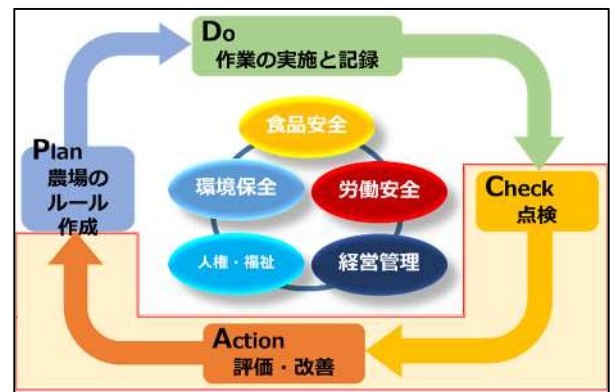 Do
作業の実施と記録
Plan
農場の
ルール
作成
食品安全
環境保全
労働安全
人権・福祉
経営管理
Check
点検
Action
評価・改善